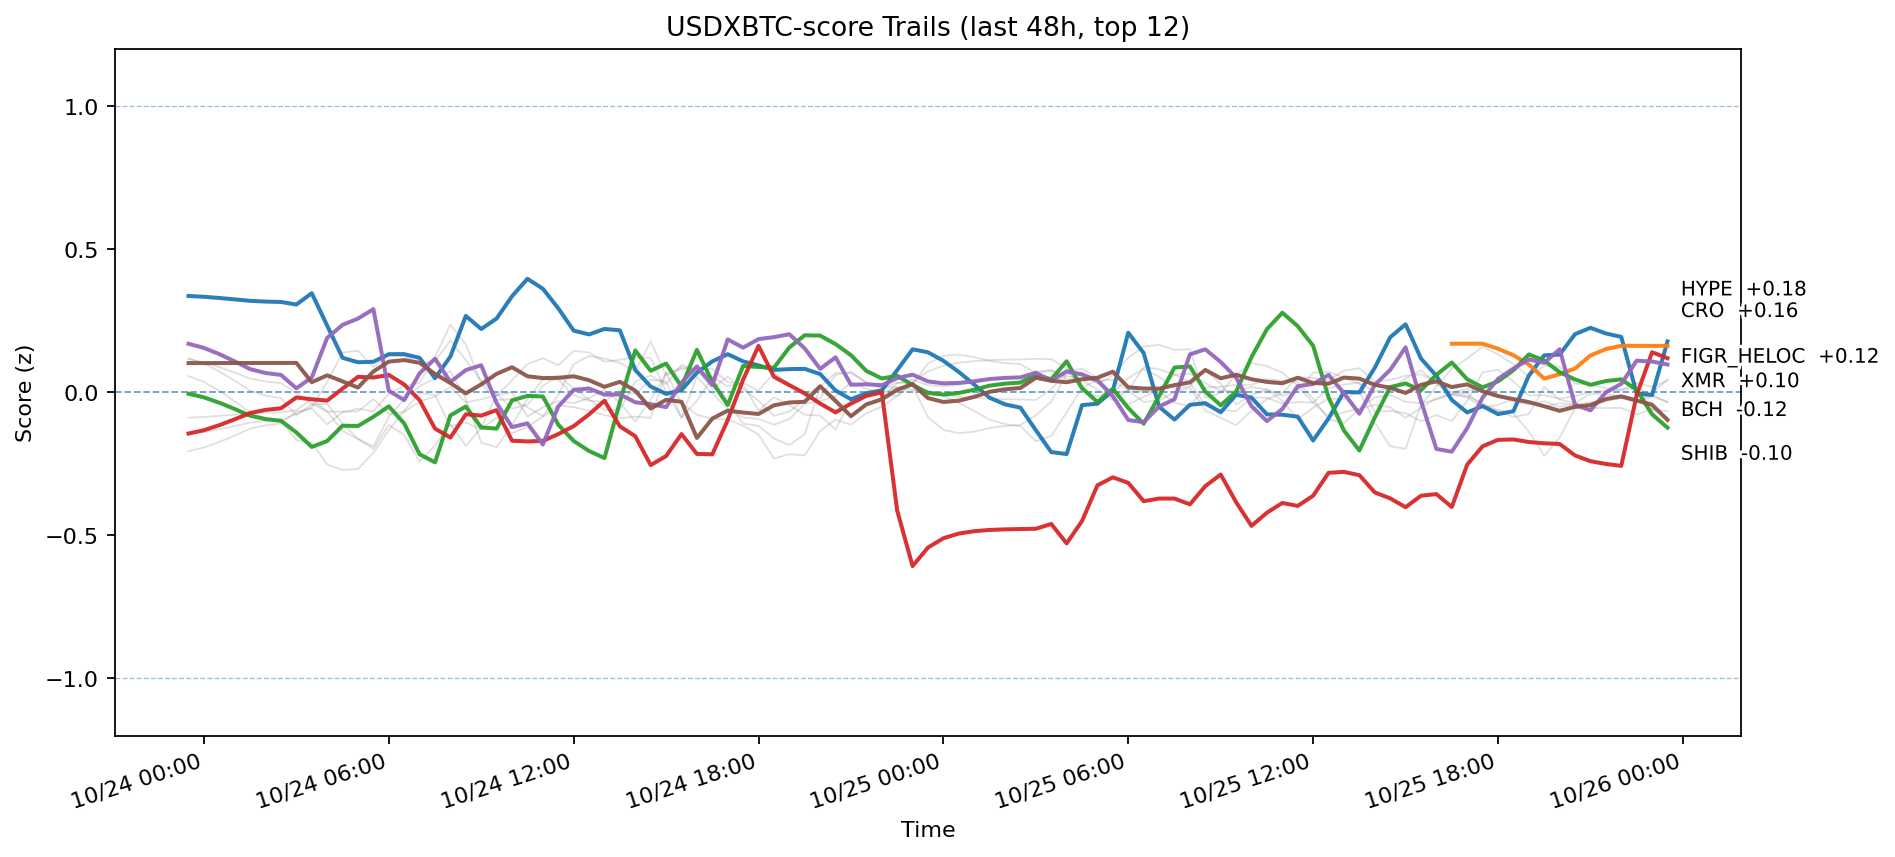 USDXBTC-score Trails (last 48h, top 12)
Score (z)
1.0
0.5
0.0
−0.5
−1.0
HYPE +0.18
CRO +0.16
FIGR_HELOC +0.12
XMR +0.10
BCH -0.12
SHIB -0.10
10/24 00:00
10/24 06:00
10/24 12:00
10/24 18:00
10/25 00:00
10/25 06:00
10/25 12:00
10/25 18:00
10/26 00:00
Time